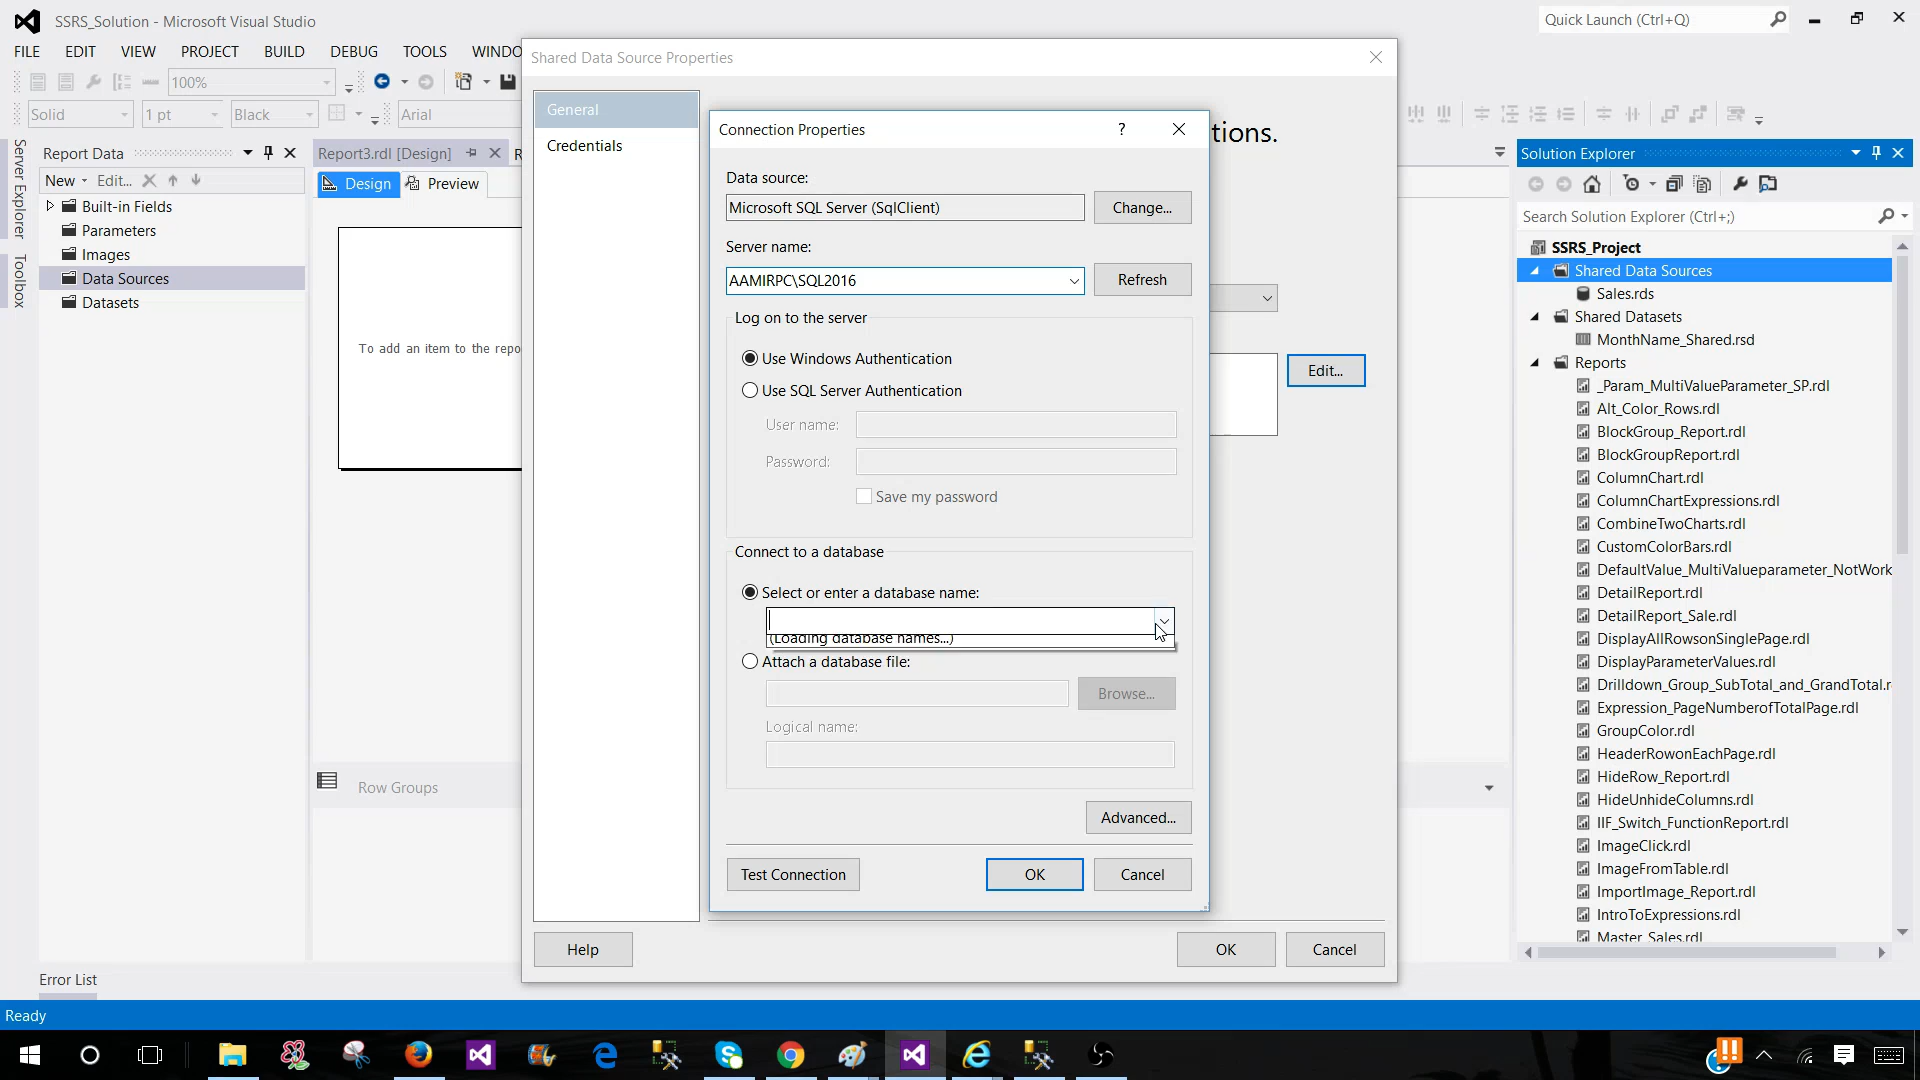 SSRS_Solution - Microsoft Visual Studio
Quick Launch (Ctrl+Q)
FILE EDIT VIEW PROJECT BUILD DEBUG TOOLS WINDO
100%
Solid 1 pt Black Arial
Shared Data Source Properties
General
Credentials
tions.
Edit...
Help OK Cancel
Connection Properties
?
Data source:
Microsoft SQL Server (SqlClient) Change...
Server name:
AAMIRPC\SQL2016 Refresh
Log on to the server
Use Windows Authentication
Use SQL Server Authentication
User name:
Password:
Save my password
Connect to a database
Select or enter a database name:
(Loading database names...)
Attach a database file:
Browse...
Logical name:
Advanced...
Test Connection OK Cancel
Server Explorer
Toolbox
Report Data
New Edit...
Built-in Fields
Parameters
Images
Data Sources
Datasets
Report3.rdl [Design] R
Design Preview
To add an item to the repo
Row Groups
Solution Explorer
Search Solution Explorer (Ctrl+;)
SSRS_Project
Shared Data Sources
Sales.rds
Shared Datasets
MonthName_Shared.rsd
Reports
_Param_MultiValueParameter_SP.rdl
Alt_Color_Rows.rdl
BlockGroup_Report.rdl
BlockGroupReport.rdl
ColumnChart.rdl
ColumnChartExpressions.rdl
CombineTwoCharts.rdl
CustomColorBars.rdl
DefaultValue_MultiValueparameter_NotWork
DetailReport.rdl
DetailReport_Sale.rdl
DisplayAllRowsonSinglePage.rdl
DisplayParameterValues.rdl
Drilldown_Group_SubTotal_and_GrandTotal.r
Expression_PageNumberofTotalPage.rdl
GroupColor.rdl
HeaderRowonEachPage.rdl
HideRow_Report.rdl
HideUnhideColumns.rdl
IIF_Switch_FunctionReport.rdl
ImageClick.rdl
ImageFromTable.rdl
ImportImage_Report.rdl
IntroToExpressions.rdl
Master_Sales.rdl
Error List
Ready